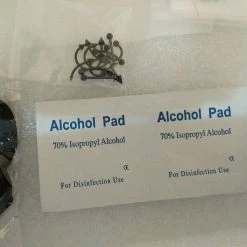 Alcohol Pad
70% Isopropyl Alcohol
CE
For Disinfection Use
Alcohol Pad
70% Isopropyl Alcohol
CE
For Disinfection Use